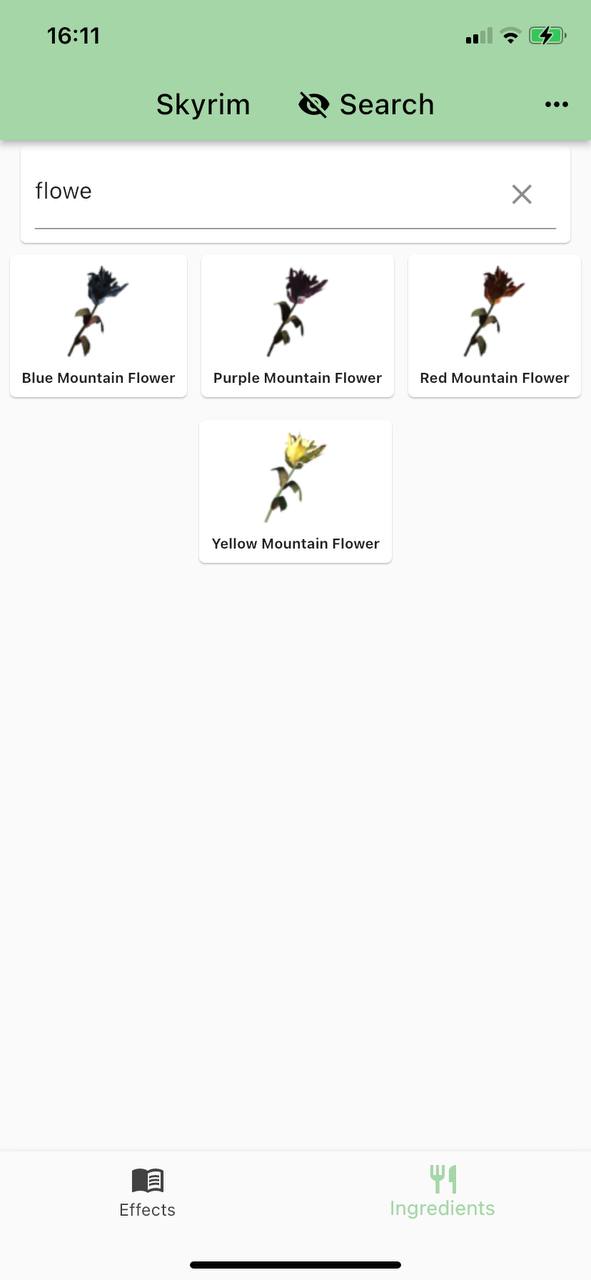 16:11
Skyrim Search
flowe
Blue Mountain Flower Purple Mountain Flower Red Mountain Flower
Yellow Mountain Flower
Effects Ingredients